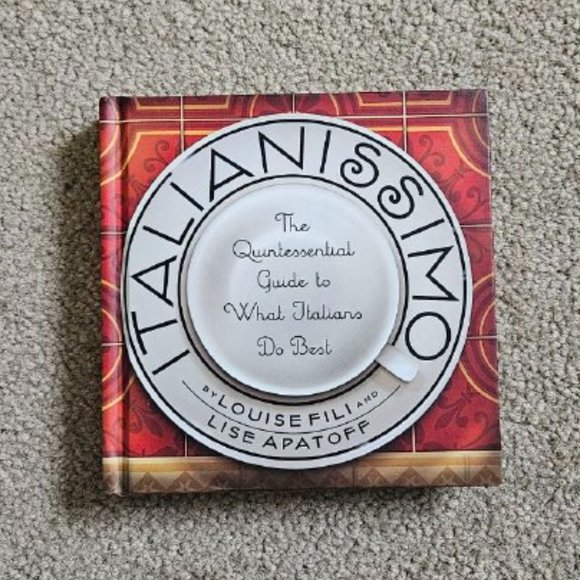 ITALIANISSIMO
The
Quintessential
Guide to
What Italians
Do Best
BY LOUISE FILI AND
LISE APATOFF